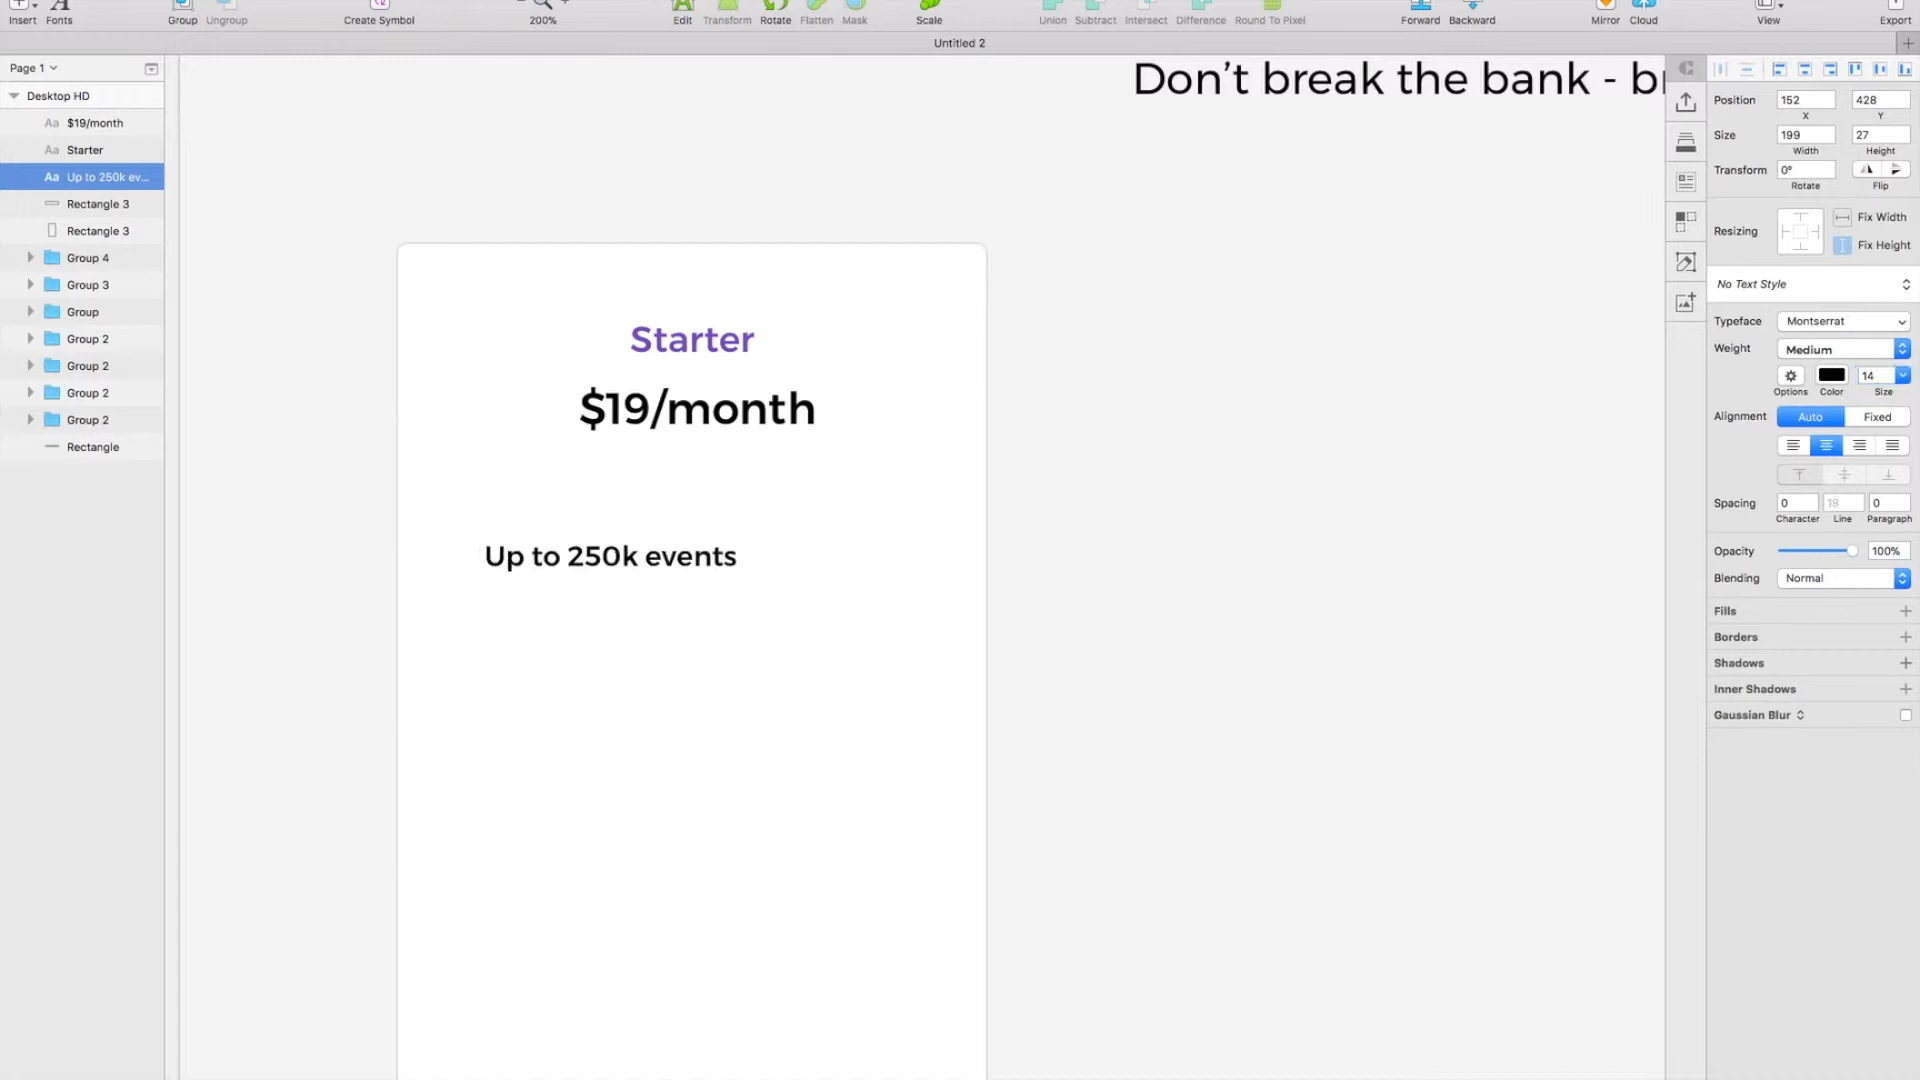 Insert Fonts Group Ungroup Create Symbol 200% Edit Transform Rotate Flatten Mask Scale Union Subtract Intersect Difference Round To Pixel Forward Backward Mirror Cloud View Export
Untitled 2
Page 1
Desktop HD
$19/month
Starter
Up to 250k ev...
Rectangle 3
Rectangle 3
Group 4
Group 3
Group
Group 2
Group 2
Group 2
Group 2
Rectangle
Don't break the bank - br
Starter
$19/month
Up to 250k events
Position 152 428
X Y
Size 199 27
Width Height
Transform 0°
Rotate Flip
Resizing Fix Width
Fix Height
No Text Style
Typeface Montserrat
Weight Medium
14
Options Color Size
Alignment Auto Fixed
Spacing 0 18 0
Character Line Paragraph
Opacity 100%
Blending Normal
Fills
Borders
Shadows
Inner Shadows
Gaussian Blur